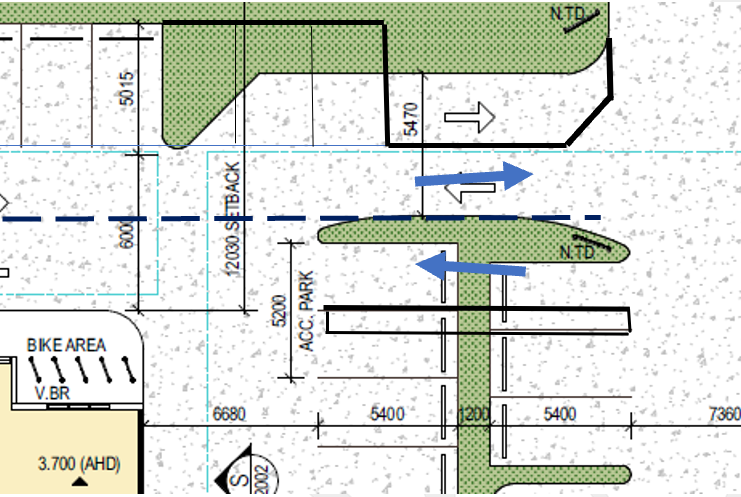 N.TD
5015
5470
12030 SETBACK
6000
N.TD
5200
ACC. PARK
BIKE AREA
V.BR
6680
5400
1200
5400
7360
3.700 (AHD)
S
2002